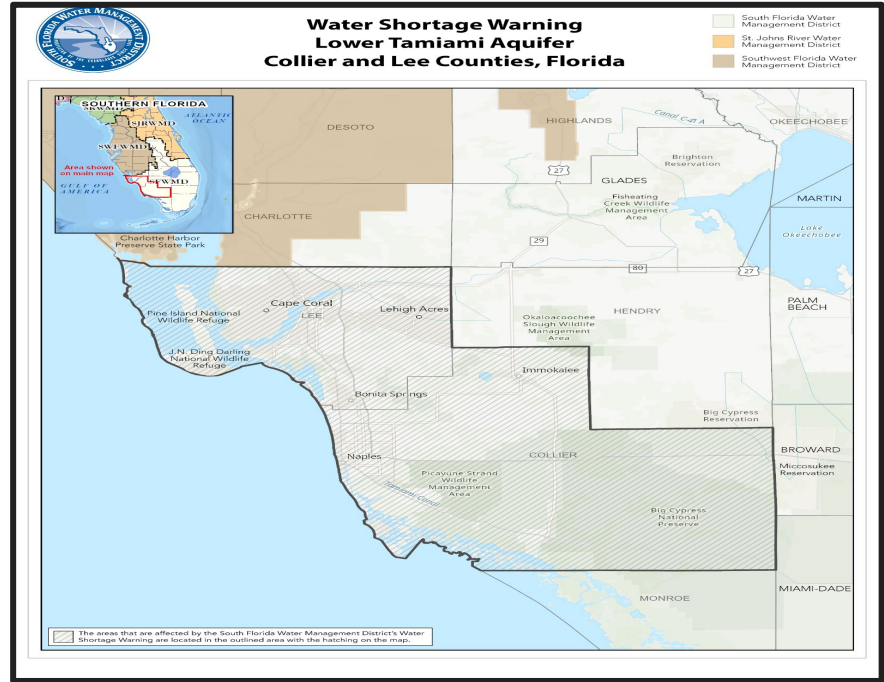 SOUTH FLORIDA WATER MANAGEMENT DISTRICT
Water Shortage Warning
Lower Tamiami Aquifer
Collier and Lee Counties, Florida
South Florida Water
Management District
St. Johns River Water
Management District
Southwest Florida Water
Management District
SOUTHERN FLORIDA
SJRWMD
ATLANTIC
OCEAN
SWFWMD
Area shown
on main map
SFWMD
GULF OF
AMERICA
DESOTO
HIGHLANDS
Canal C-41 A
OKEECHOBEE
Brighton
Reservation
27
GLADES
Fisheating
Creek Wildlife
Management
Area
MARTIN
CHARLOTTE
Lake
Okeechobee
Charlotte Harbor
Preserve State Park
29
80
27
Cape Coral
Lehigh Acres
LEE
Pine Island National
Wildlife Refuge
PALM
BEACH
HENDRY
Okaloacoochee
Slough Wildlife
Management
Area
J.N. Ding Darling
National Wildlife
Refuge
Immokalee
Bonita Springs
Big Cypress
Reservation
Naples
COLLIER
BROWARD
Miccosukee
Reservation
Picayune Strand
Wildlife
Management
Area
Tamiami Canal
Big Cypress
National
Preserve
MONROE
MIAMI-DADE
The areas that are affected by the South Florida Water Management District's Water
Shortage Warning are located in the outlined area with the hatching on the map.